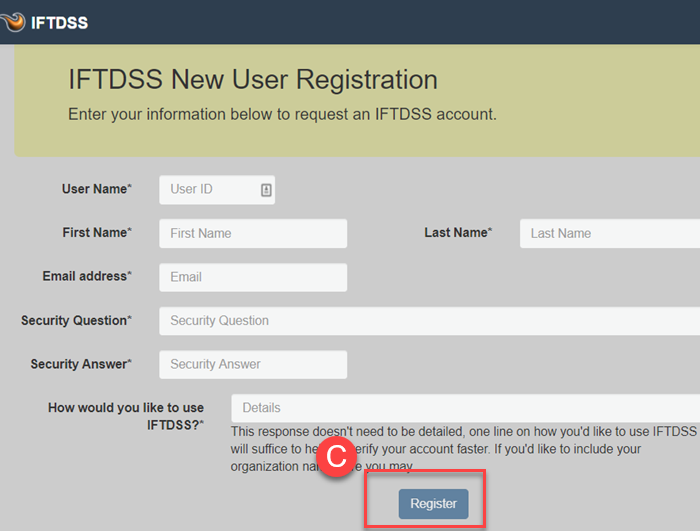 IFTDSS
IFTDSS New User Registration
Enter your information below to request an IFTDSS account.
User Name* User ID
First Name* First Name Last Name* Last Name
Email address* Email
Security Question* Security Question
Security Answer* Security Answer
How would you like to use Details
IFTDSS?*
This response doesn't need to be detailed, one line on how you'd like to use IFTDSS
will suffice to verify your account faster. If you'd like to include your
organization you may
C
Register